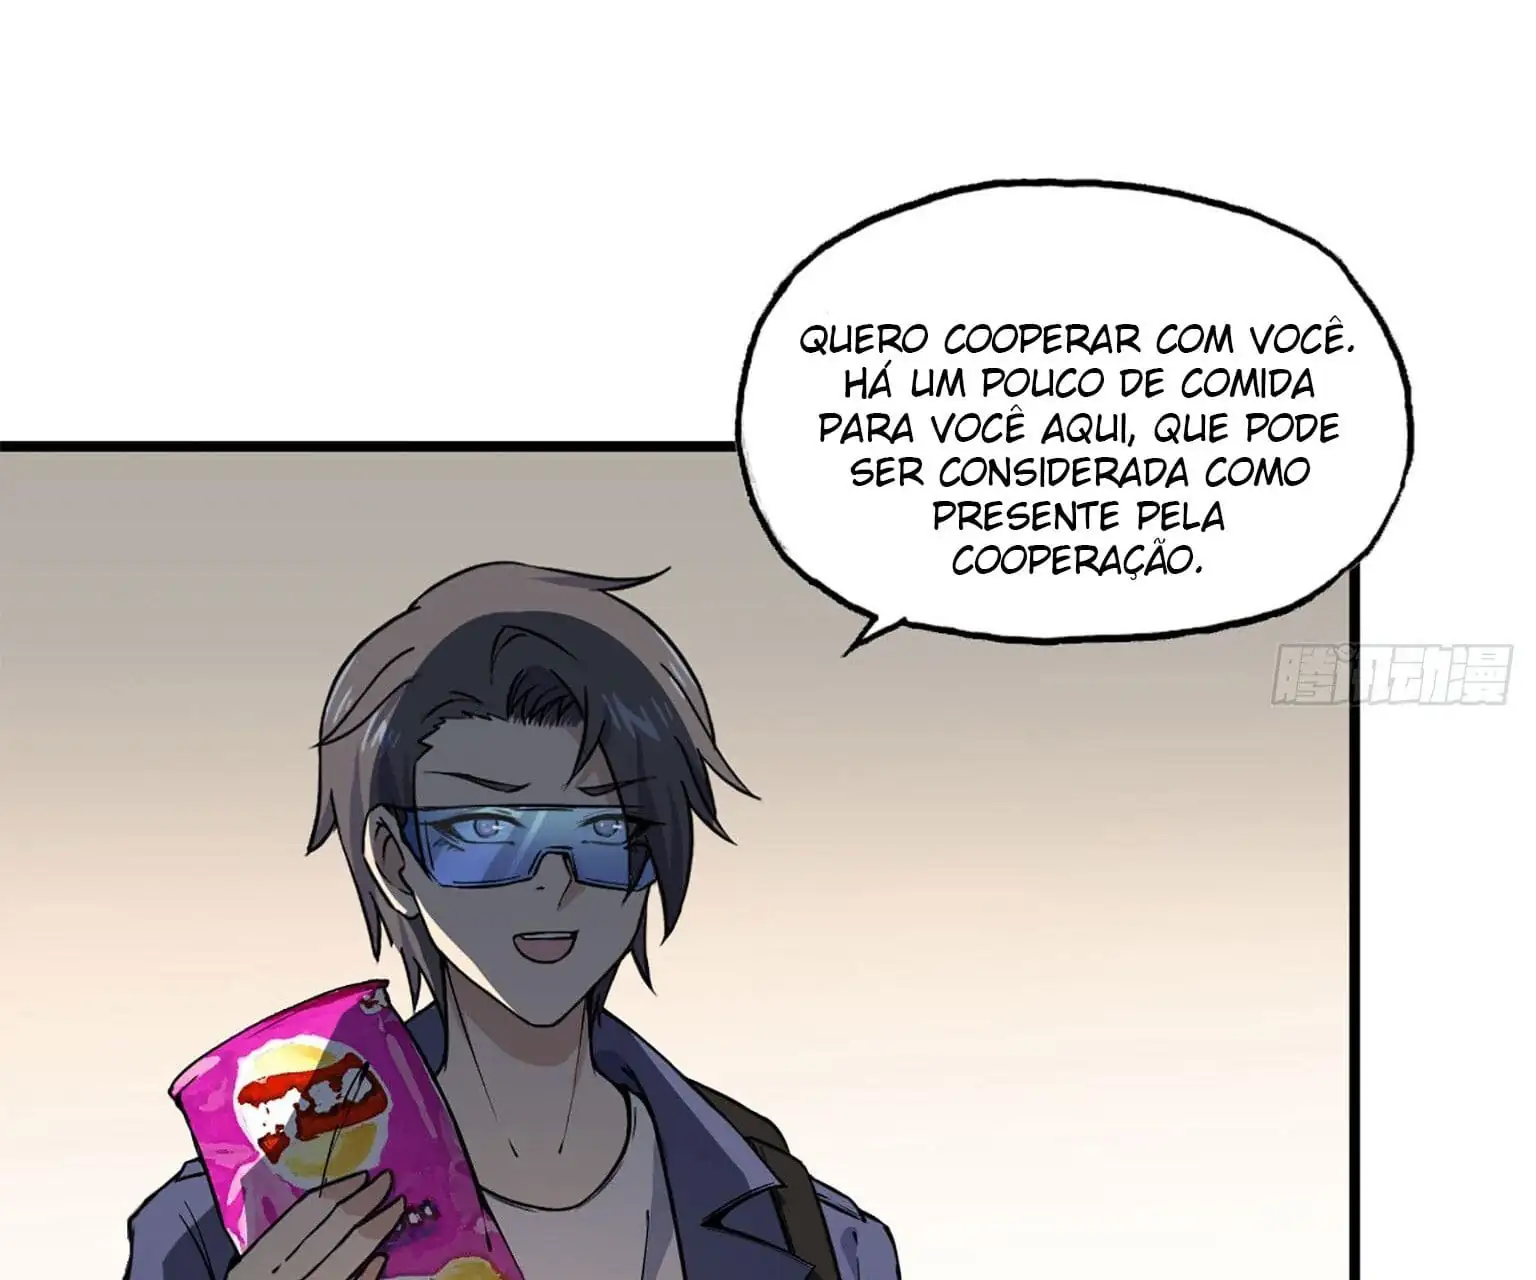 QUERO COOPERAR COM VOCÊ.
HÁ UM POUCO DE COMIDA
PARA VOCÊ AQUI, QUE PODE
SER CONSIDERADA COMO
PRESENTE PELA
COOPERAÇÃO.
腾讯动漫